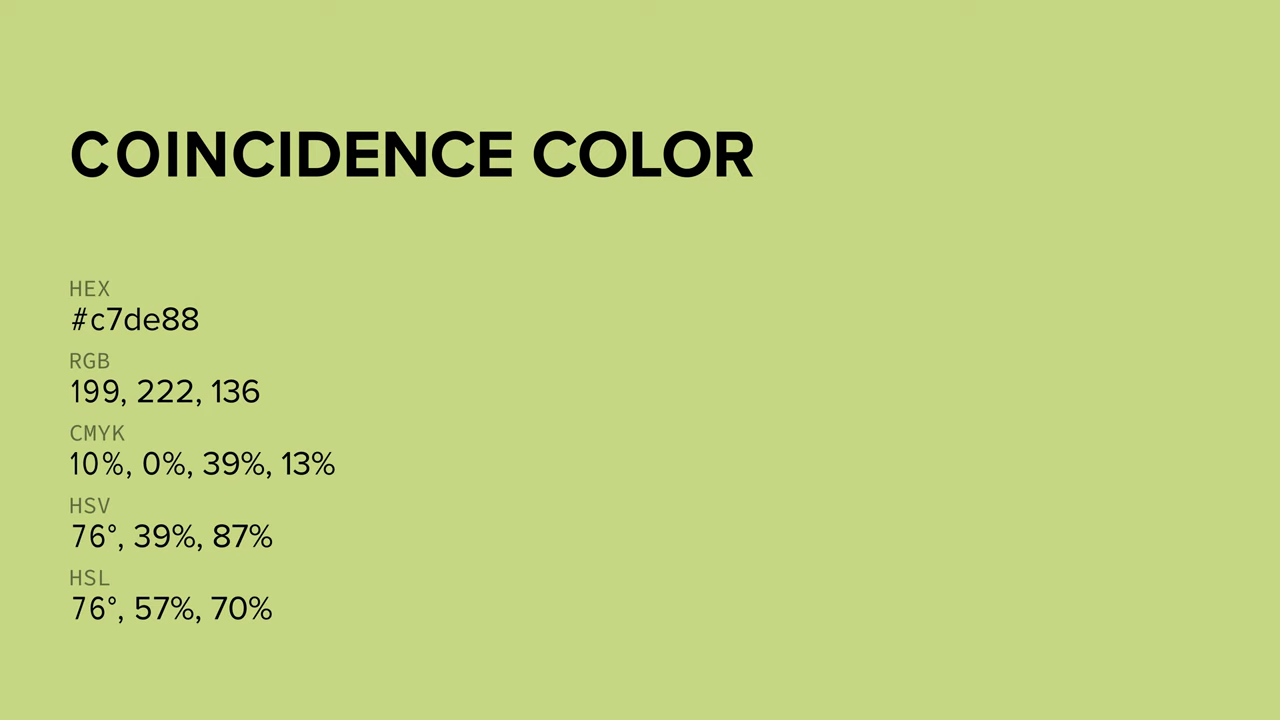 COINCIDENCE COLOR
HEX
#c7de88
RGB
199, 222, 136
CMYK
10%, 0%, 39%, 13%
HSV
76°, 39%, 87%
HSL
76°, 57%, 70%